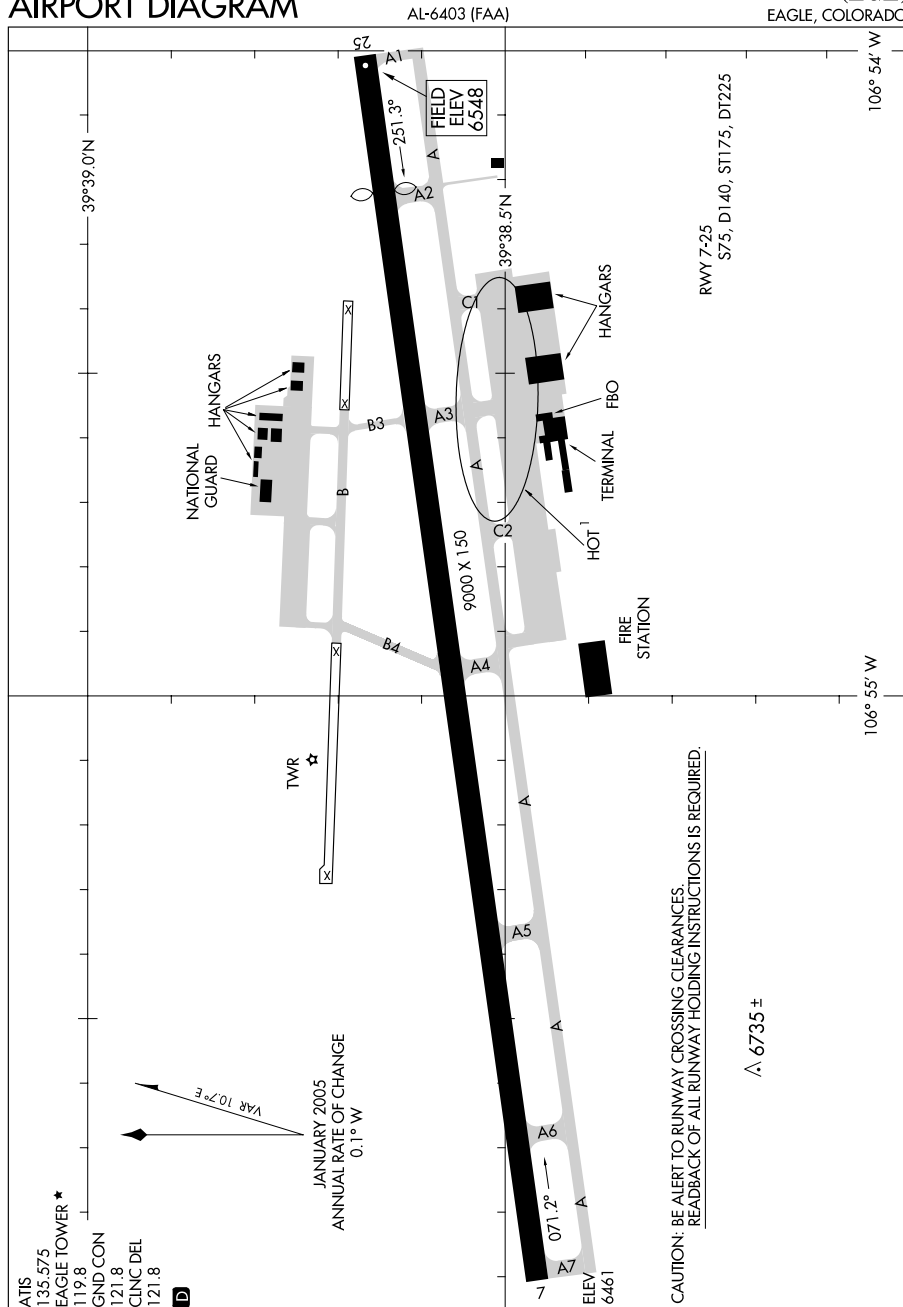 AIRPORT DIAGRAM
AL-6403 (FAA)
EAGLE, COLORADO
ATIS
135.575
EAGLE TOWER ★
119.8
GND CON
121.8
CLNC DEL
121.8
D
VAR 10.7° E
JANUARY 2005
ANNUAL RATE OF CHANGE
0.1° W
39°39.0'N
39°38.5'N
106° 54' W
106° 55' W
25
A1
FIELD
ELEV
6548
251.3°
A
A2
RWY 7-25
S75, D140, ST175, DT225
HANGARS
HANGARS
NATIONAL
GUARD
X
X
B3
A3
C1
B
A
FBO
TERMINAL
HOT 1
C2
9000 X 150
B4
A4
FIRE
STATION
TWR
X
X
A
A5
A
A6
071.2°
A
A7
7
ELEV
6461
CAUTION: BE ALERT TO RUNWAY CROSSING CLEARANCES.
READBACK OF ALL RUNWAY HOLDING INSTRUCTIONS IS REQUIRED.
6735 ±